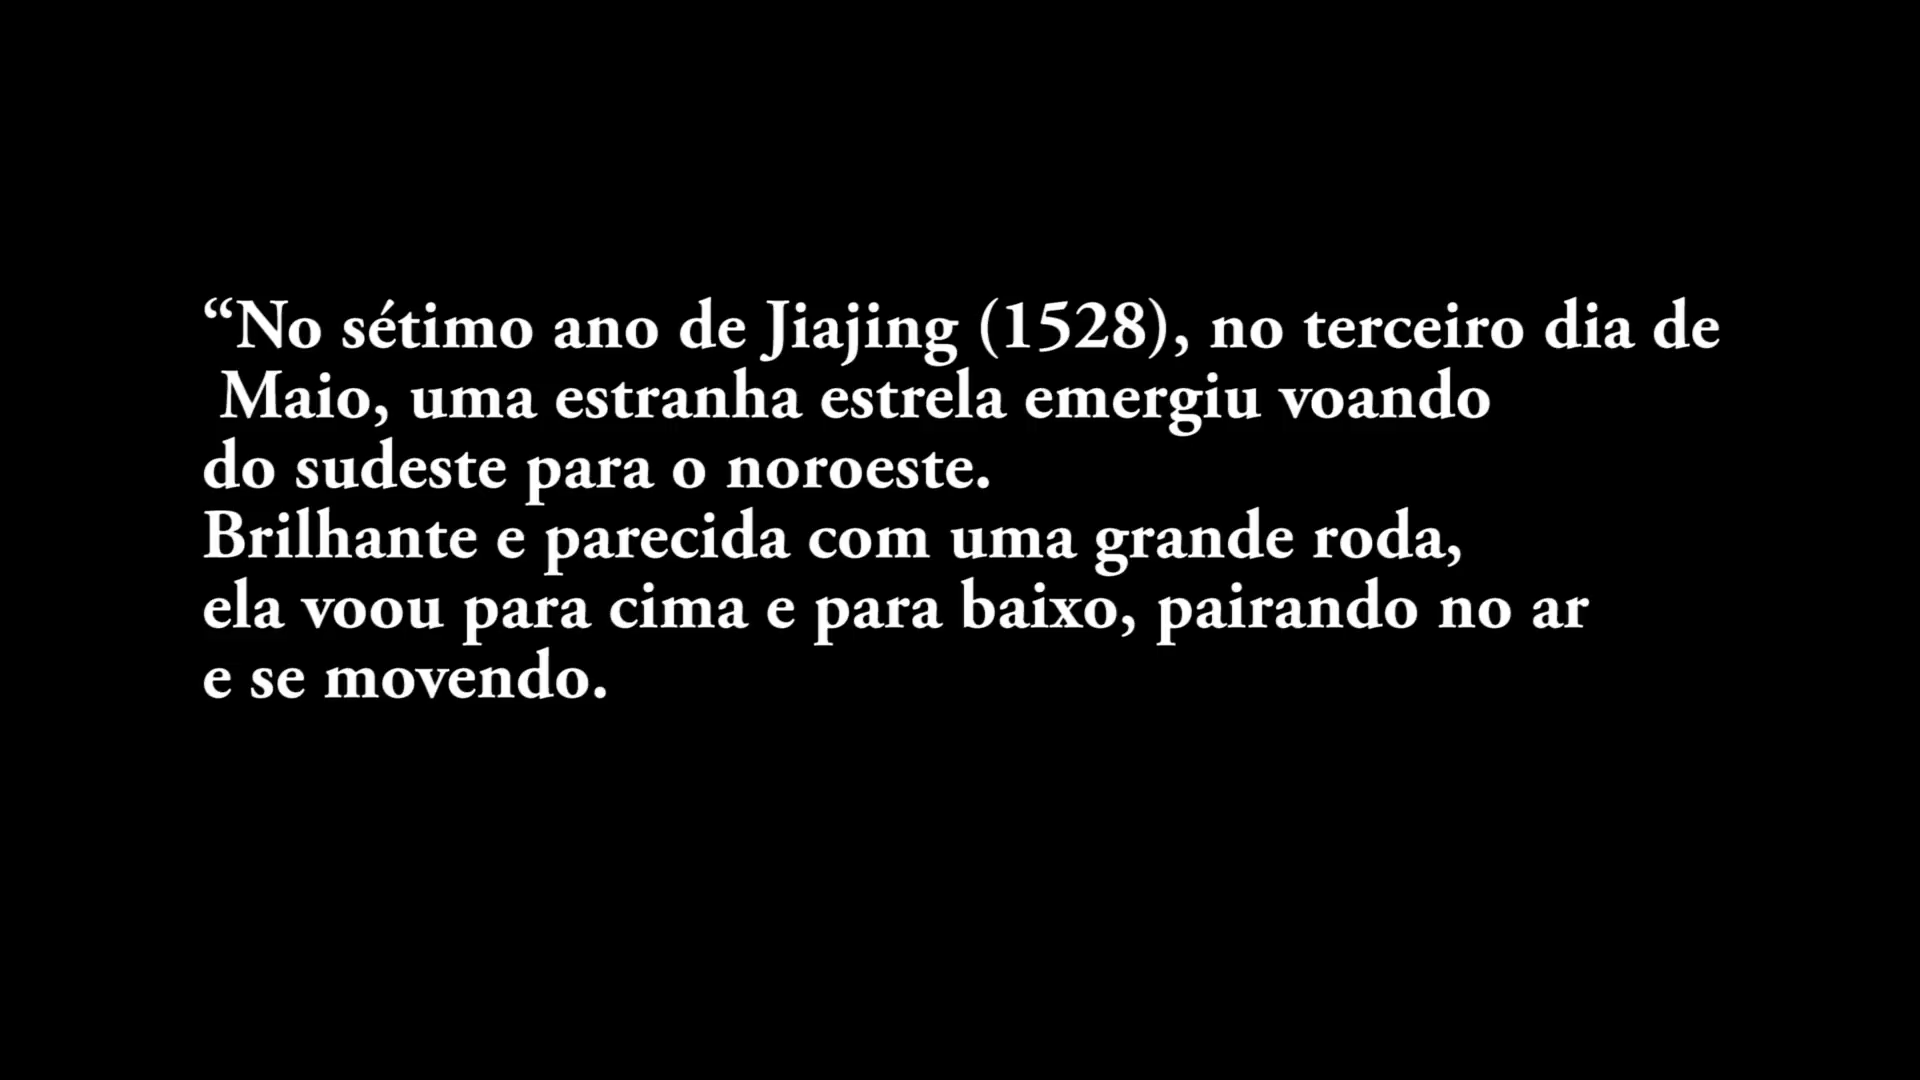 “No sétimo ano de Jiajing (1528), no terceiro dia de
Maio, uma estranha estrela emergiu voando
do sudeste para o noroeste.
Brilhante e parecida com uma grande roda,
ela voou para cima e para baixo, pairando no ar
e se movendo.